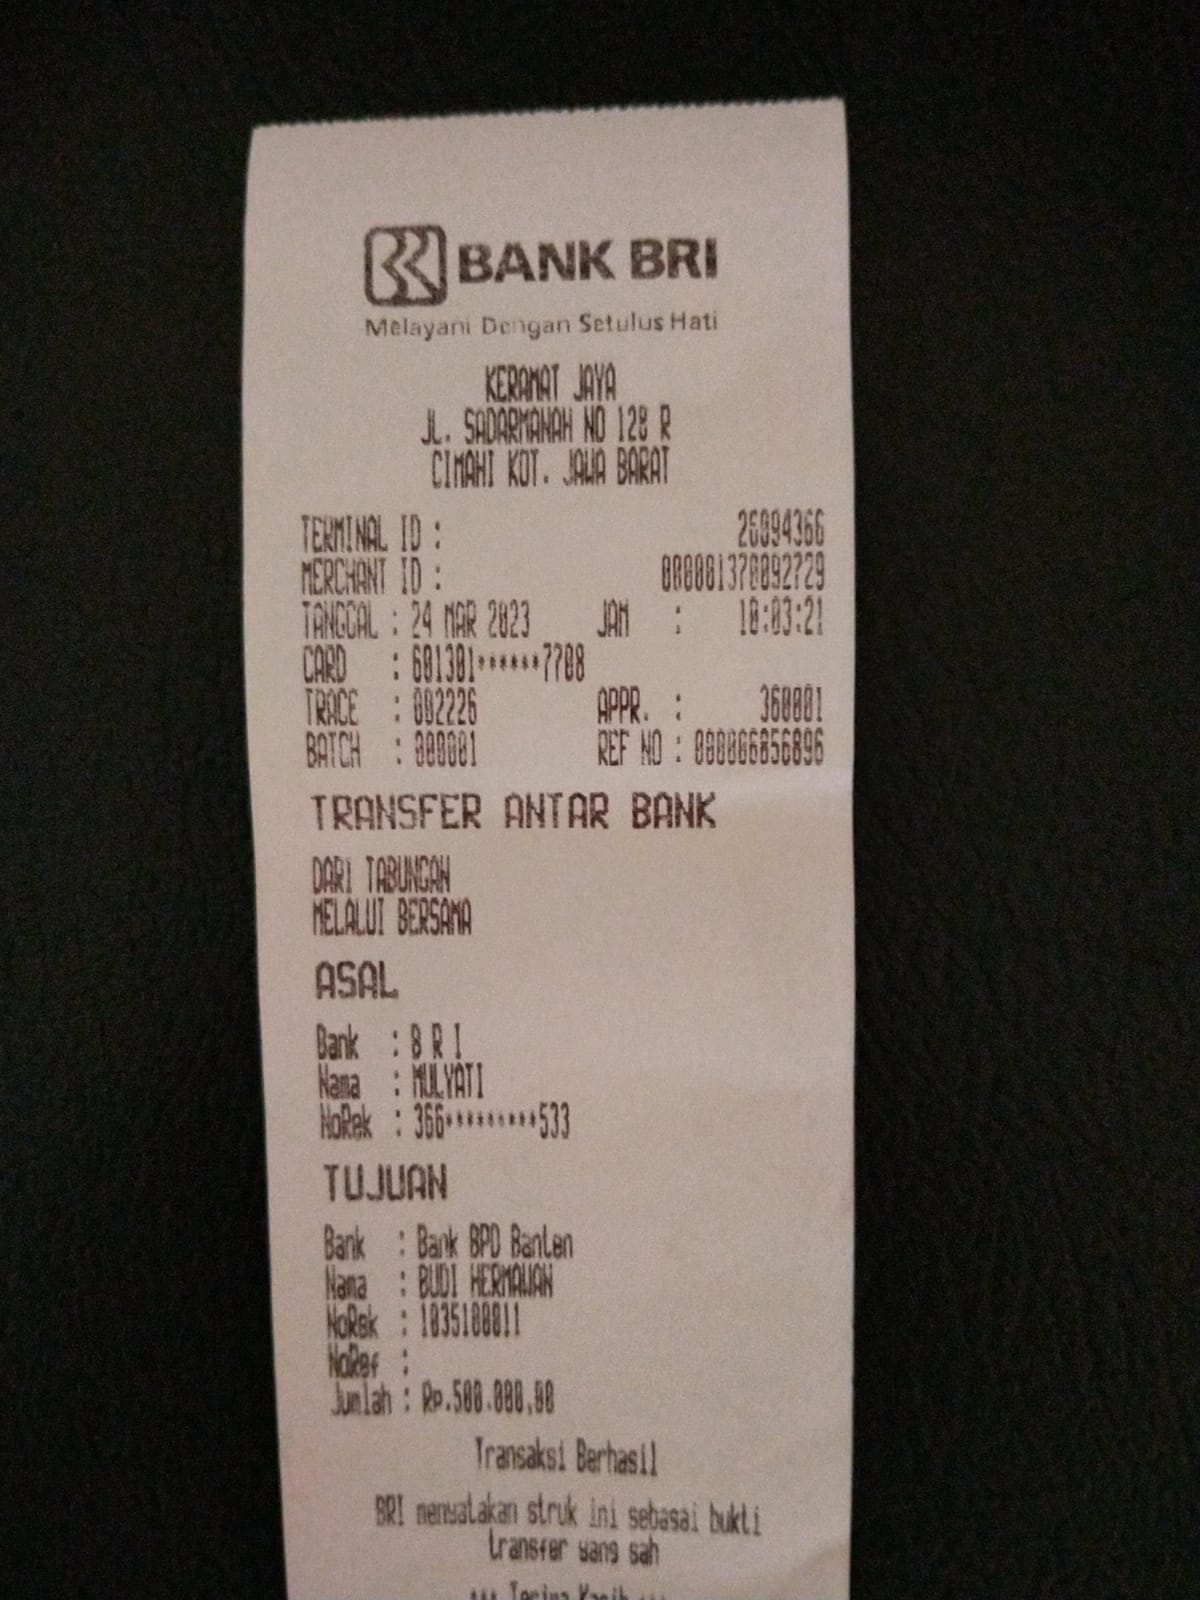 BANK BRI
Melayani Dengan Setulus Hati
KERAMAT JAYA
JL. SADARMANAH NO 128 R
CIMAHI KOT. JAWA BARAT
TERMINAL ID : 26094366
MERCHANT ID : 000001370092729
TANGGAL : 24 MAR 2023 JAM : 10:03:21
CARD : 601301******7708
TRACE : 002226 APPR. : 360001
BATCH : 000001 REF NO : 000066856896
TRANSFER ANTAR BANK
DARI TABUNGAN
MELALUI BERSAMA
ASAL
Bank : B R I
Nama : MULYATI
NoRek : 366*********533
TUJUAN
Bank : Bank BPD Banten
Nama : BUDI HERMAWAN
NoRek : 1035100011
NoRef :
Jumlah : Rp.500.000,00
Transaksi Berhasil
BRI menyatakan struk ini sebagai bukti
transfer yang sah
*** Terima Kasih ***